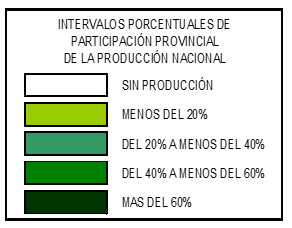 INTERVALOS PORCENTUALES DE
PARTICIPACIÓN PROVINCIAL
DE LA PRODUCCIÓN NACIONAL
SIN PRODUCCIÓN
MENOS DEL 20%
DEL 20% A MENOS DEL 40%
DEL 40% A MENOS DEL 60%
MAS DEL 60%